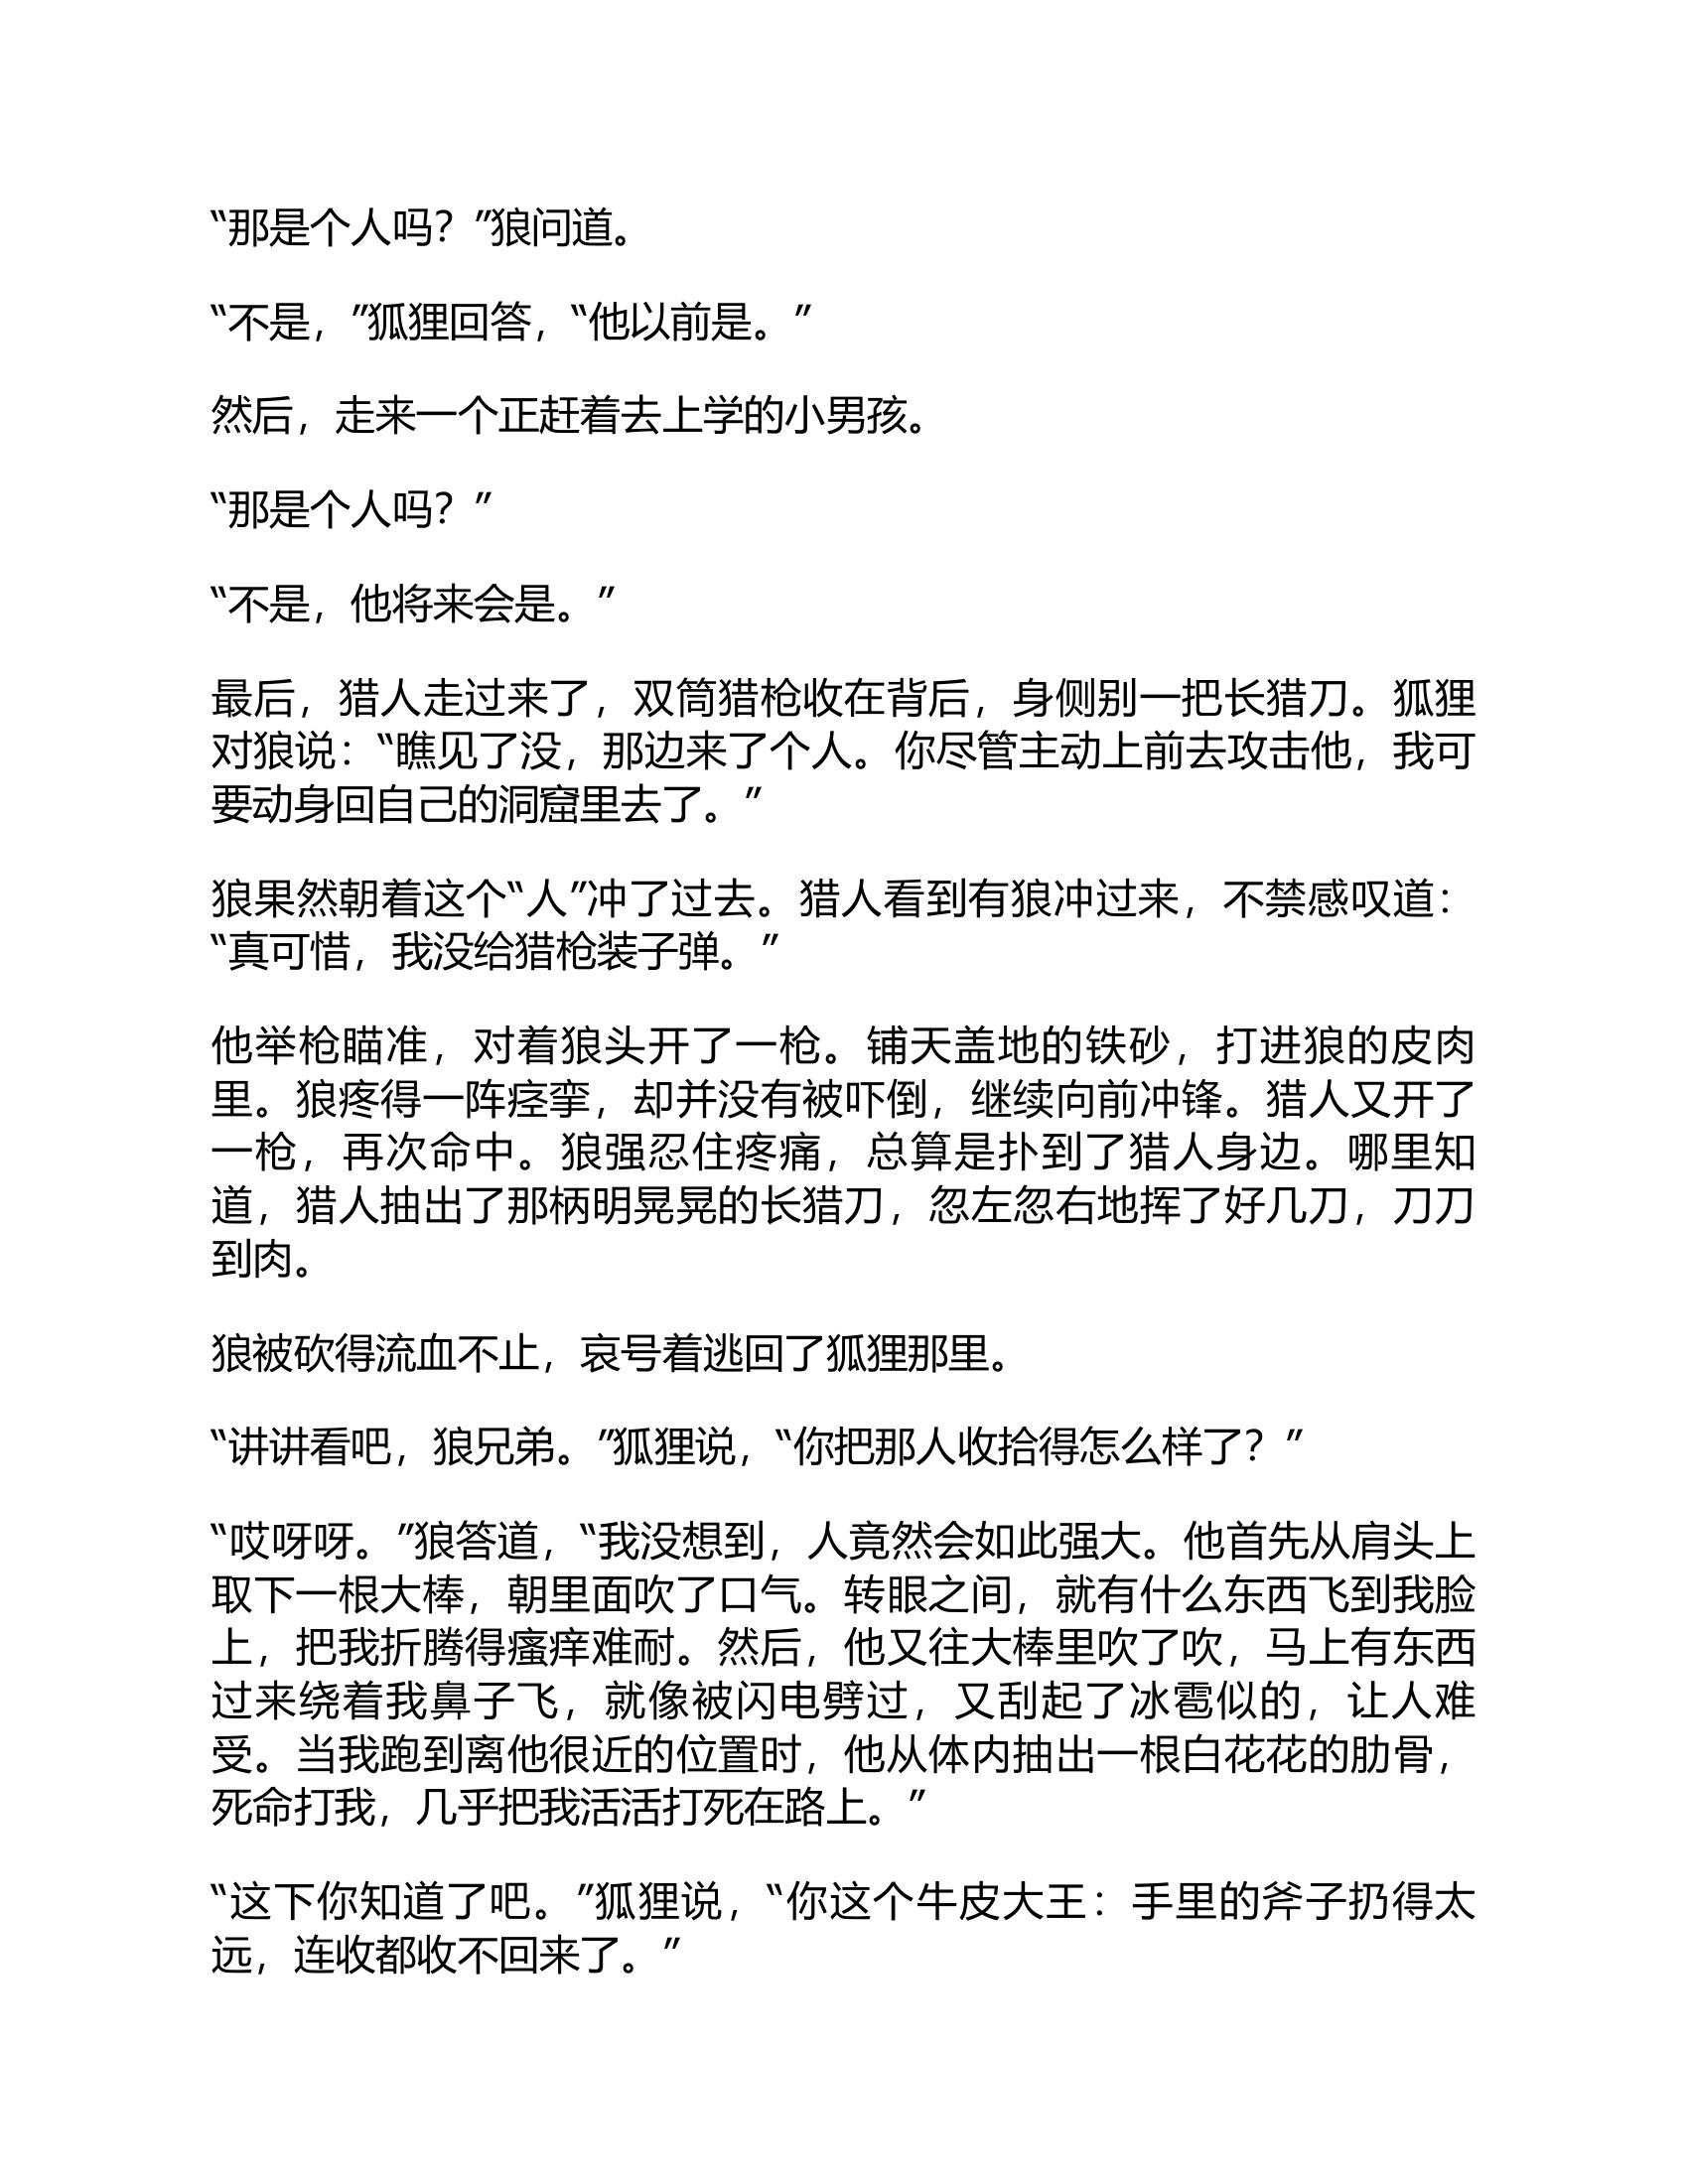 “那是个人吗？”狼问道。
“不是，”狐狸回答，“他以前是。”
然后，走来一个正赶着去上学的小男孩。
“那是个人吗？”
“不是，他将来会是。”
最后，猎人走过来了，双筒猎枪收在背后，身侧别一把长猎刀。狐狸
对狼说：“瞧见了没，那边来了个人。你尽管主动上前去攻击他，我可
要动身回自己的洞窟里去了。”
狼果然朝着这个“人”冲了过去。猎人看到有狼冲过来，不禁感叹道：
“真可惜，我没给猎枪装子弹。”
他举枪瞄准，对着狼头开了一枪。铺天盖地的铁砂，打进狼的皮肉
里。狼疼得一阵痉挛，却并没有被吓倒，继续向前冲锋。猎人又开了
一枪，再次命中。狼强忍住疼痛，总算是扑到了猎人身边。哪里知
道，猎人抽出了那柄明晃晃的长猎刀，忽左忽右地挥了好几刀，刀刀
到肉。
狼被砍得流血不止，哀号着逃回了狐狸那里。
“讲讲看吧，狼兄弟。”狐狸说，“你把那人收拾得怎么样了？”
“哎呀呀。”狼答道，“我没想到，人竟然会如此强大。他首先从肩头上
取下一根大棒，朝里面吹了口气。转眼之间，就有什么东西飞到我脸
上，把我折腾得瘙痒难耐。然后，他又往大棒里吹了吹，马上有东西
过来绕着我鼻子飞，就像被闪电劈过，又刮起了冰雹似的，让人难
受。当我跑到离他很近的位置时，他从体内抽出一根白花花的肋骨，
死命打我，几乎把我活活打死在路上。”
“这下你知道了吧。”狐狸说，“你这个牛皮大王：手里的斧子扔得太
远，连收都收不回来了。”